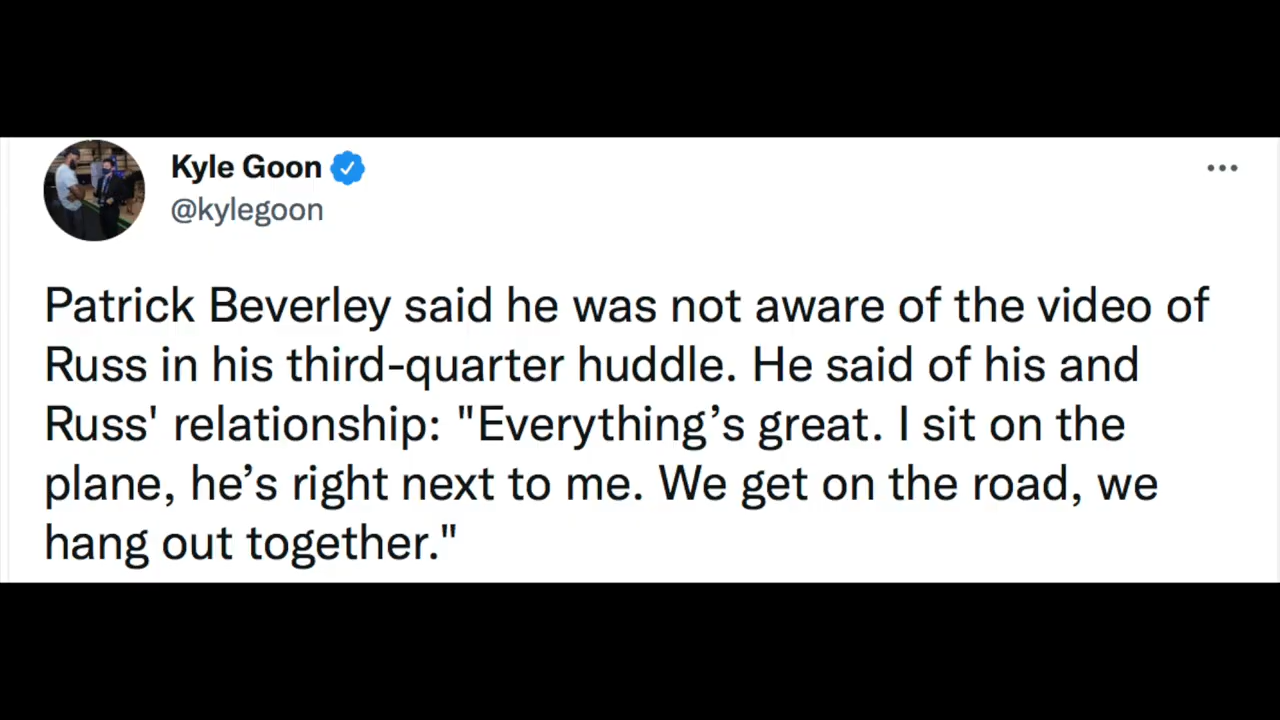 Kyle Goon
@kylegoon
Patrick Beverley said he was not aware of the video of
Russ in his third-quarter huddle. He said of his and
Russ' relationship: "Everything’s great. I sit on the
plane, he’s right next to me. We get on the road, we
hang out together."